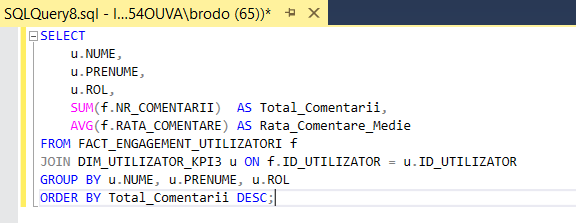 SQLQuery8.sql - I...54OUVA\brodo (65))*
SELECT
u.NUME,
u.PRENUME,
u.ROL,
SUM(f.NR_COMENTARII)  AS Total_Comentarii,
AVG(f.RATA_COMENTARE) AS Rata_Comentare_Medie
FROM FACT_ENGAGEMENT_UTILIZATORI f
JOIN DIM_UTILIZATOR_KPI3 u ON f.ID_UTILIZATOR = u.ID_UTILIZATOR
GROUP BY u.NUME, u.PRENUME, u.ROL
ORDER BY Total_Comentarii DESC;